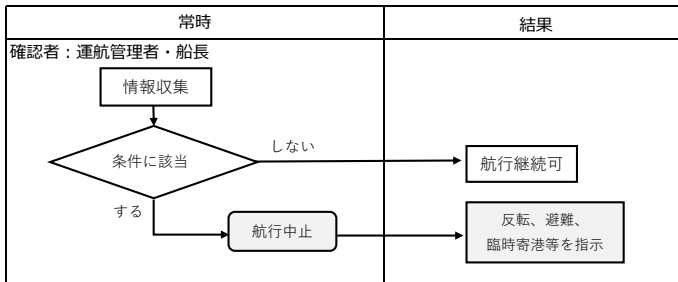 常時
結果
確認者：運航管理者・船長
情報収集
条件に該当
しない
航行継続可
する
航行中止
反転、避難、
臨時寄港等を指示